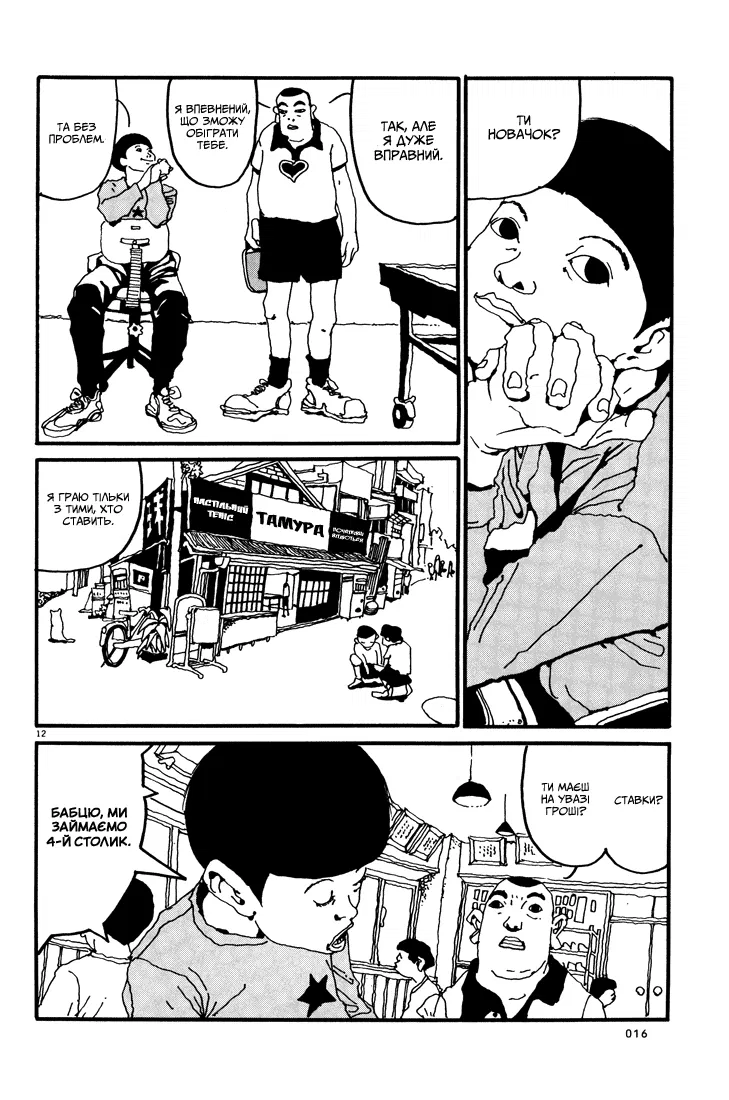 ТА БЕЗ
ПРОБЛЕМ.
Я ВПЕВНЕНИЙ,
ЩО ЗМОЖУ
ОБІГРАТИ
ТЕБЕ.
ТАК, АЛЕ
Я ДУЖЕ
ВПРАВНИЙ.
ТИ
НОВАЧОК?
Я ГРАЮ ТІЛЬКИ
З ТИМИ, ХТО
СТАВИТЬ.
НАСТІЛЬНИЙ
ТЕНІС
ТАМУРА
P
12
БАБЦЮ, МИ
ЗАЙМАЄМО
4-Й СТОЛИК.
ТИ МАЄШ
НА УВАЗІ
ГРОШІ?
СТАВКИ?
016